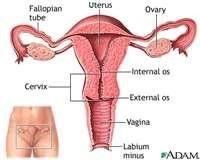 Fallopian
tube
Uterus
Ovary
Internal os
Cervix
External os
Vagina
Labium
minus
ADAM